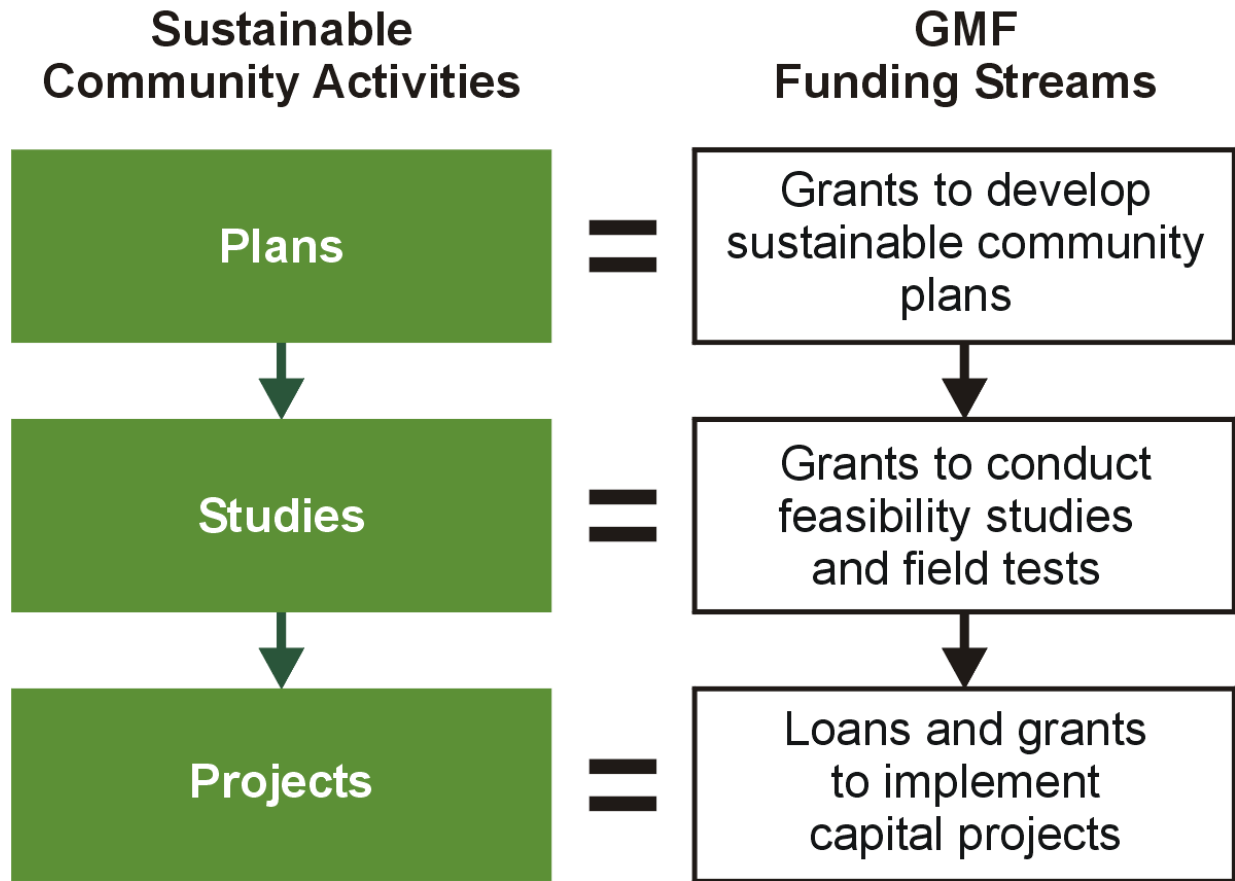 Sustainable
Community Activities
GMF
Funding Streams
Plans
=
Grants to develop
sustainable community
plans
Studies
=
Grants to conduct
feasibility studies
and field tests
Projects
=
Loans and grants
to implement
capital projects